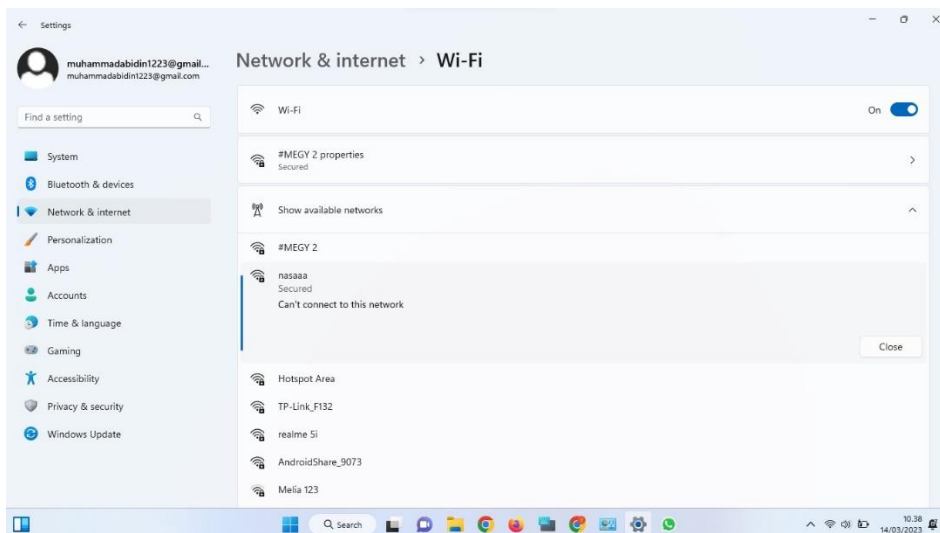 Settings
muhammadabidin1223@gmail...
muhammadabidin1223@gmail.com
Find a setting
System
Bluetooth & devices
Network & internet
Personalization
Apps
Accounts
Time & language
Gaming
Accessibility
Privacy & security
Windows Update
Network & internet > Wi-Fi
Wi-Fi
On
#MEGY 2 properties
Secured
Show available networks
#MEGY 2
nasaaa
Secured
Can't connect to this network
Close
Hotspot Area
TP-Link_F132
realme 5i
AndroidShare_9073
Melia 123
Search
10.38
14/03/2023